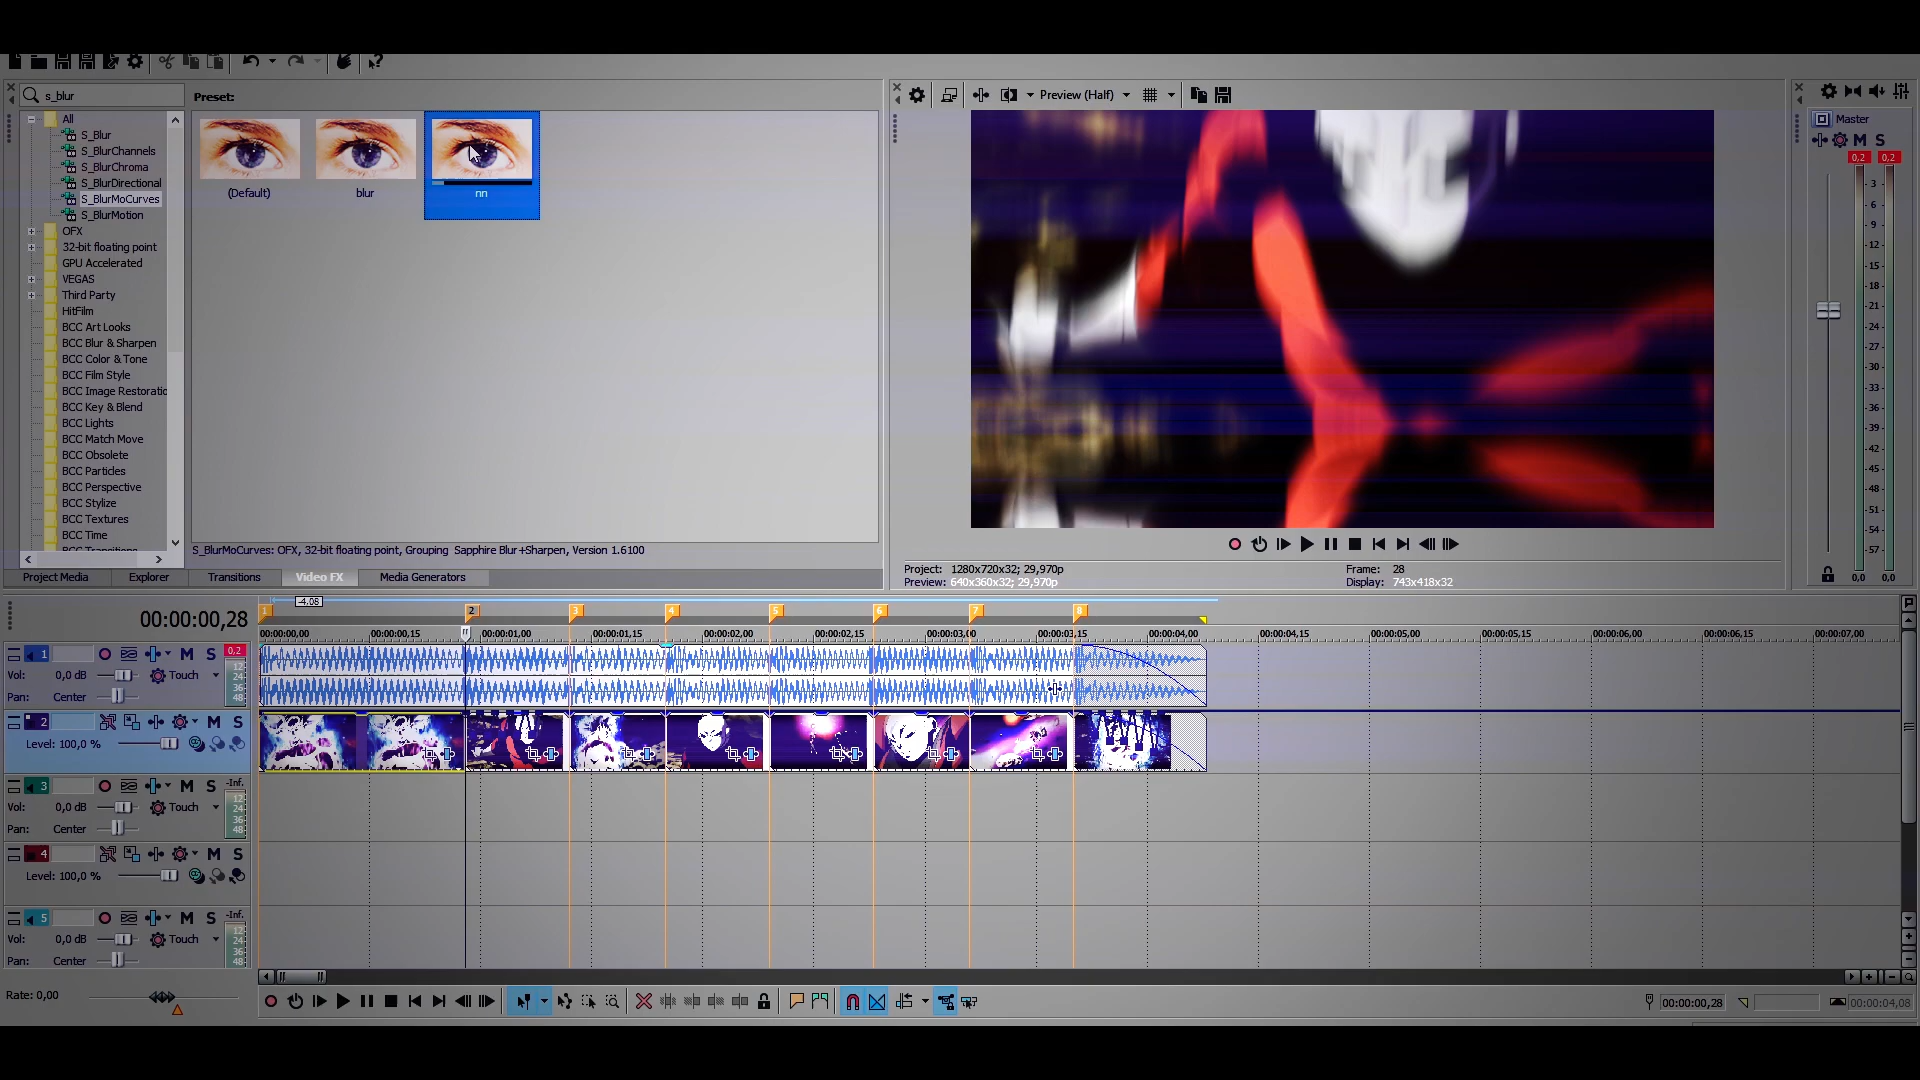 s_blur
Preset:
All
S_Blur
S_BlurChannels
S_BlurChroma
S_BlurDirectional
S_BlurMoCurves
S_BlurMotion
OFX
32-bit floating point
GPU Accelerated
VEGAS
Third Party
HitFilm
BCC Art Looks
BCC Blur & Sharpen
BCC Color & Tone
BCC Film Style
BCC Image Restoratic
BCC Key & Blend
BCC Lights
BCC Match Move
BCC Obsolete
BCC Particles
BCC Perspective
BCC Stylize
BCC Textures
BCC Time
(Default)
blur
nn
S_BlurMoCurves: OFX, 32-bit floating point, Grouping Sapphire Blur+Sharpen, Version 1.6100
Project Media
Explorer
Transitions
Video FX
Media Generators
Preview (Half)
Project: 1280x720x32; 29,970p
Preview: 640x360x32; 29,970p
Frame: 28
Display: 743x418x32
Master
M S
0,2 0,2
3
6
9
12
15
18
21
24
27
30
33
36
39
42
45
48
51
54
57
0,0 0,0
00:00:00,28
-4.08
1 2 3 4 5 6 7 8
00:00:00,00 00:00:00,15 00:00:01,00 00:00:01,15 00:00:02,00 00:00:02,15 00:00:03,00 00:00:03,15 00:00:04,00 00:00:04,15 00:00:05,00 00:00:05,15 00:00:06,00 00:00:06,15 00:00:07,00
1 M S 0,2
Vol: 0,0 dB Touch
Pan: Center
12
24
36
48
2 M S
Level: 100,0 %
3 M S -Inf.
Vol: 0,0 dB Touch
Pan: Center
12
24
36
48
4 M S
Level: 100,0 %
5 M S -Inf.
Vol: 0,0 dB Touch
Pan: Center
12
24
36
48
Rate: 0,00
00:00:00,28
00:00:04,08